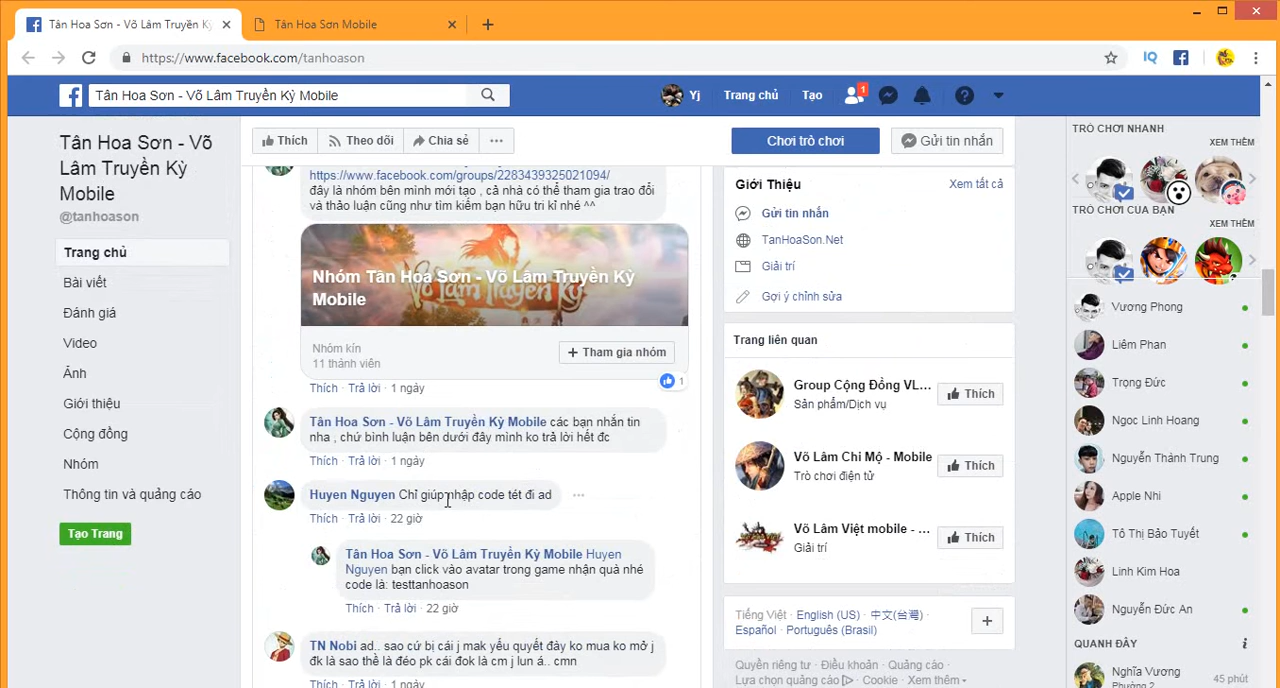 Tân Hoa Sơn - Võ Lâm Truyền Kỳ
Tân Hoa Sơn Mobile
https://www.facebook.com/tanhoason
IQ
Tân Hoa Sơn - Võ Lâm Truyền Kỳ Mobile
Yj
Trang chủ
Tạo
1
Tân Hoa Sơn - Võ
Lâm Truyền Kỳ
Mobile
@tanhoason
Trang chủ
Bài viết
Đánh giá
Video
Ảnh
Giới thiệu
Cộng đồng
Nhóm
Thông tin và quảng cáo
Tạo Trang
Thích
Theo dõi
Chia sẻ
Chơi trò chơi
Gửi tin nhắn
https://www.facebook.com/groups/2283439325021094/
đây là nhóm bên mình mới tạo , cả nhà có thể tham gia trao đổi
và thảo luận cũng như tìm kiếm bạn hữu tri kỉ nhé ^^
Võ Lâm Truyền Kỳ
Nhóm Tân Hoa Sơn - Võ Lâm Truyền Kỳ
Mobile
Nhóm kín
11 thành viên
Tham gia nhóm
1
Thích · Trả lời · 1 ngày
Tân Hoa Sơn - Võ Lâm Truyền Kỳ Mobile các bạn nhắn tin
nha , chứ bình luận bên dưới đây mình ko trả lời hết đc
Thích · Trả lời · 1 ngày
Huyen Nguyen Chỉ giúp nhập code tét đi ad
Thích · Trả lời · 22 giờ
Tân Hoa Sơn - Võ Lâm Truyền Kỳ Mobile Huyen
Nguyen bạn click vào avatar trong game nhận quà nhé
code là: testtanhoason
Thích · Trả lời · 22 giờ
TN Nobi ad.. sao cứ bị cái j mak yếu quyết đây ko mua ko mở j
đk là sao thề là đéo pk cái đok là cm j lun á.. cmn
Thích · Trả lời · 1 ngày
Giới Thiệu
Xem tất cả
Gửi tin nhắn
TanHoaSon.Net
Giải trí
Gợi ý chỉnh sửa
Trang liên quan
Group Cộng Đồng VL...
Sản phẩm/Dịch vụ
Thích
Võ Lâm Chi Mộ - Mobile
Trò chơi điện tử
Thích
Võ Lâm Việt mobile - ...
Giải trí
Thích
Tiếng Việt · English (US) · 中文(台灣) ·
Español · Português (Brasil)
Quyền riêng tư · Điều khoản · Quảng cáo ·
Lựa chọn quảng cáo · Cookie · Xem thêm
TRÒ CHƠI NHANH
XEM THÊM
TRÒ CHƠI CỦA BẠN
XEM THÊM
Vương Phong
Liêm Phan
Trọng Đức
Ngọc Linh Hoang
Nguyễn Thành Trung
Apple Nhi
Tô Thị Bảo Tuyết
Linh Kim Hoa
Nguyễn Đức An
QUANH ĐÂY
Nghĩa Vương
Phường 2
45 phút